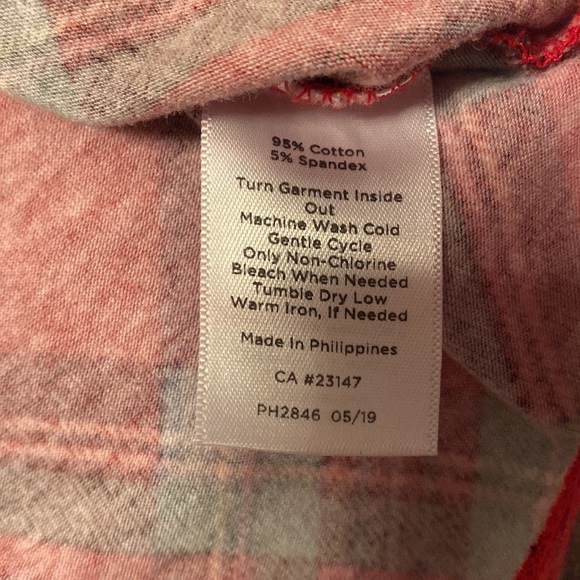 95% Cotton
5% Spandex
Turn Garment Inside
Out
Machine Wash Cold
Gentle Cycle
Only Non-Chlorine
Bleach When Needed
Tumble Dry Low
Warm Iron, If Needed
Made In Philippines
CA #23147
PH2846 05/19